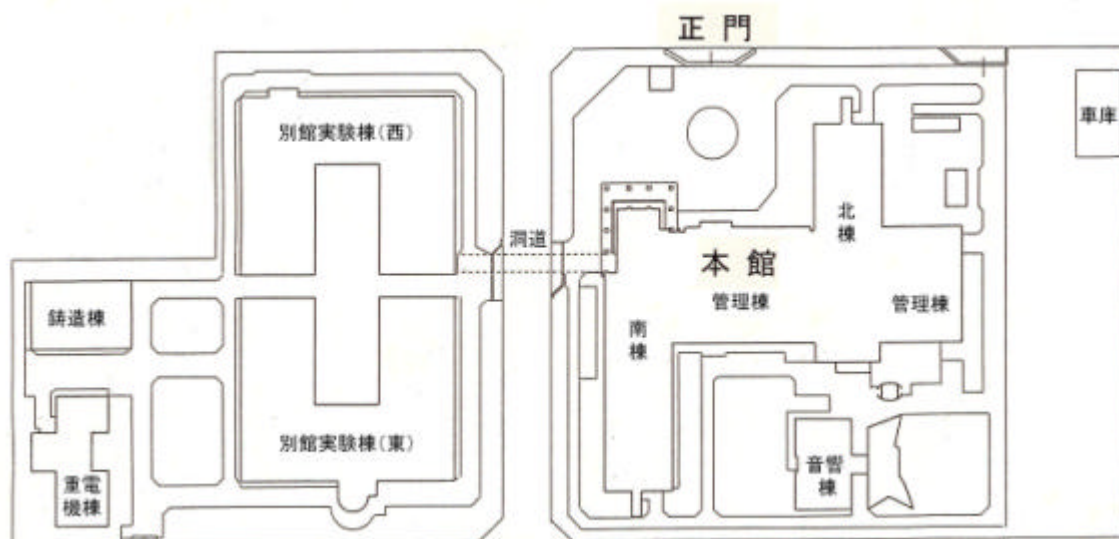 正門
別館実験棟(西)
車庫
北棟
洞道
本館
管理棟
管理棟
鋳造棟
南棟
別館実験棟(東)
音響棟
重電
機棟